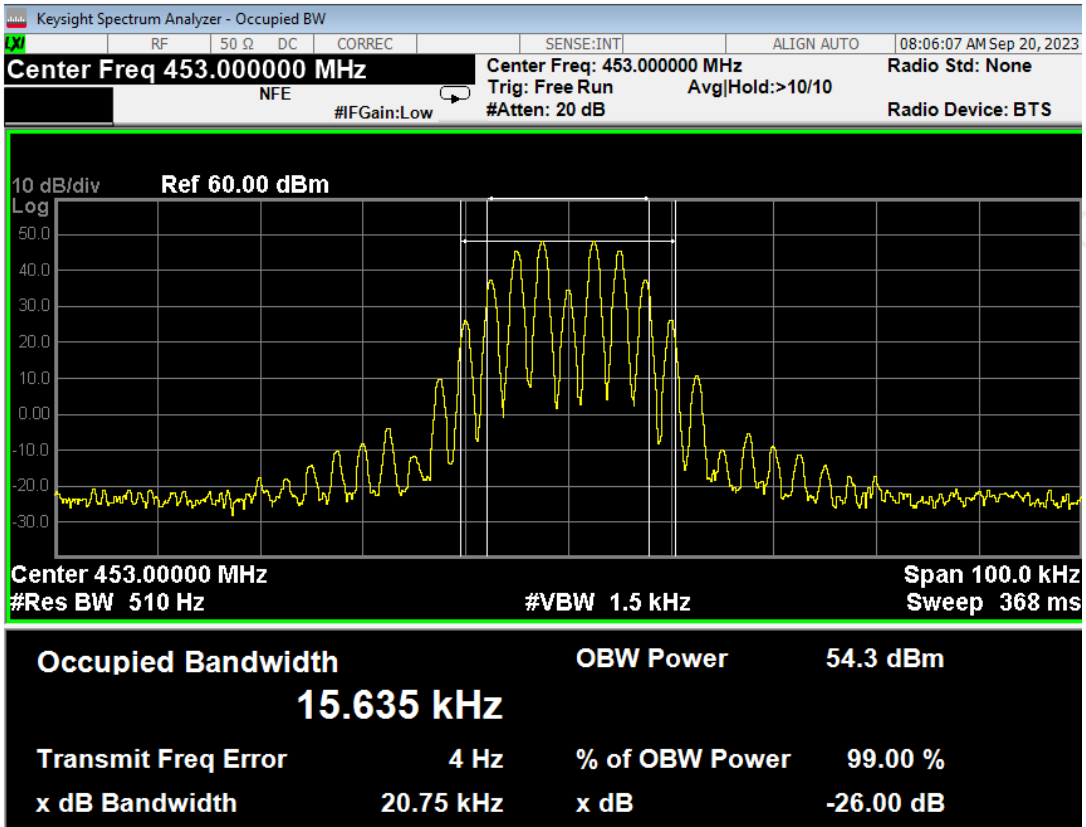 Keysight Spectrum Analyzer - Occupied BW
LXI RF 50 Ω DC CORREC SENSE:INT ALIGN AUTO 08:06:07 AM Sep 20, 2023
Center Freq 453.000000 MHz
NFE
#IFGain:Low
Center Freq: 453.000000 MHz
Trig: Free Run Avg|Hold:>10/10
#Atten: 20 dB
Radio Std: None
Radio Device: BTS
10 dB/div Ref 60.00 dBm
Log
50.0
40.0
30.0
20.0
10.0
0.00
-10.0
-20.0
-30.0
Center 453.00000 MHz Span 100.0 kHz
#Res BW 510 Hz #VBW 1.5 kHz Sweep 368 ms
Occupied Bandwidth OBW Power 54.3 dBm
15.635 kHz
Transmit Freq Error 4 Hz % of OBW Power 99.00 %
x dB Bandwidth 20.75 kHz x dB -26.00 dB